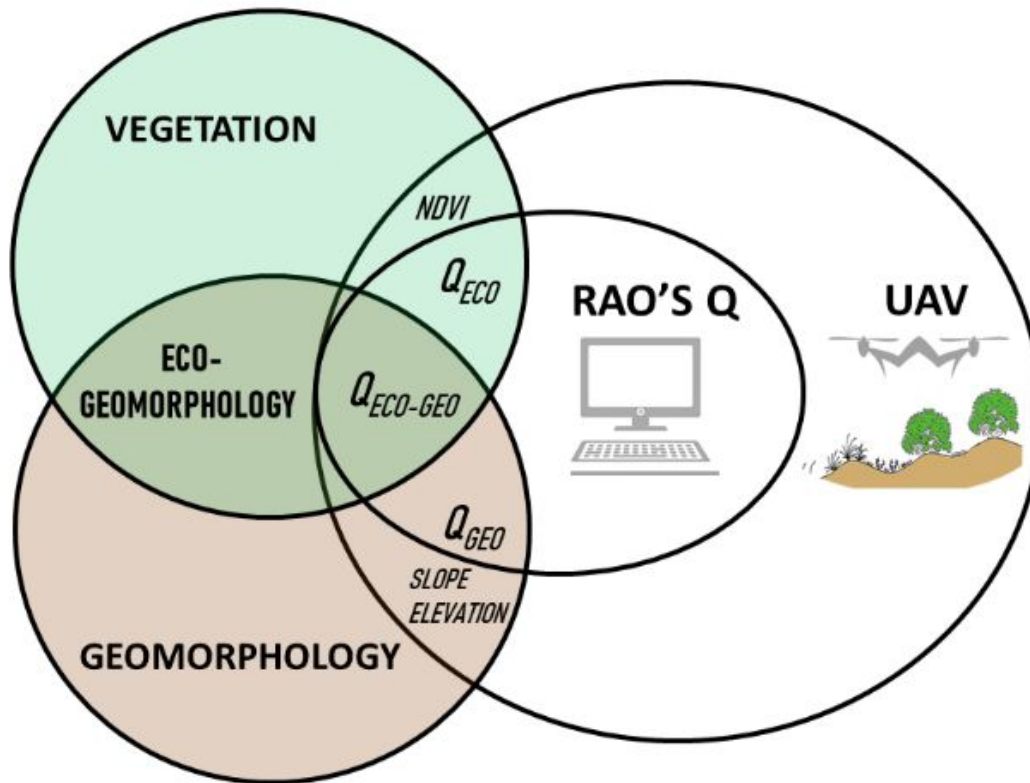 VEGETATION
NDVI
Q_ECO
RAO'S Q
UAV
ECO-
GEOMORPHOLOGY
Q_ECO-GEO
Q_GEO
SLOPE
ELEVATION
GEOMORPHOLOGY